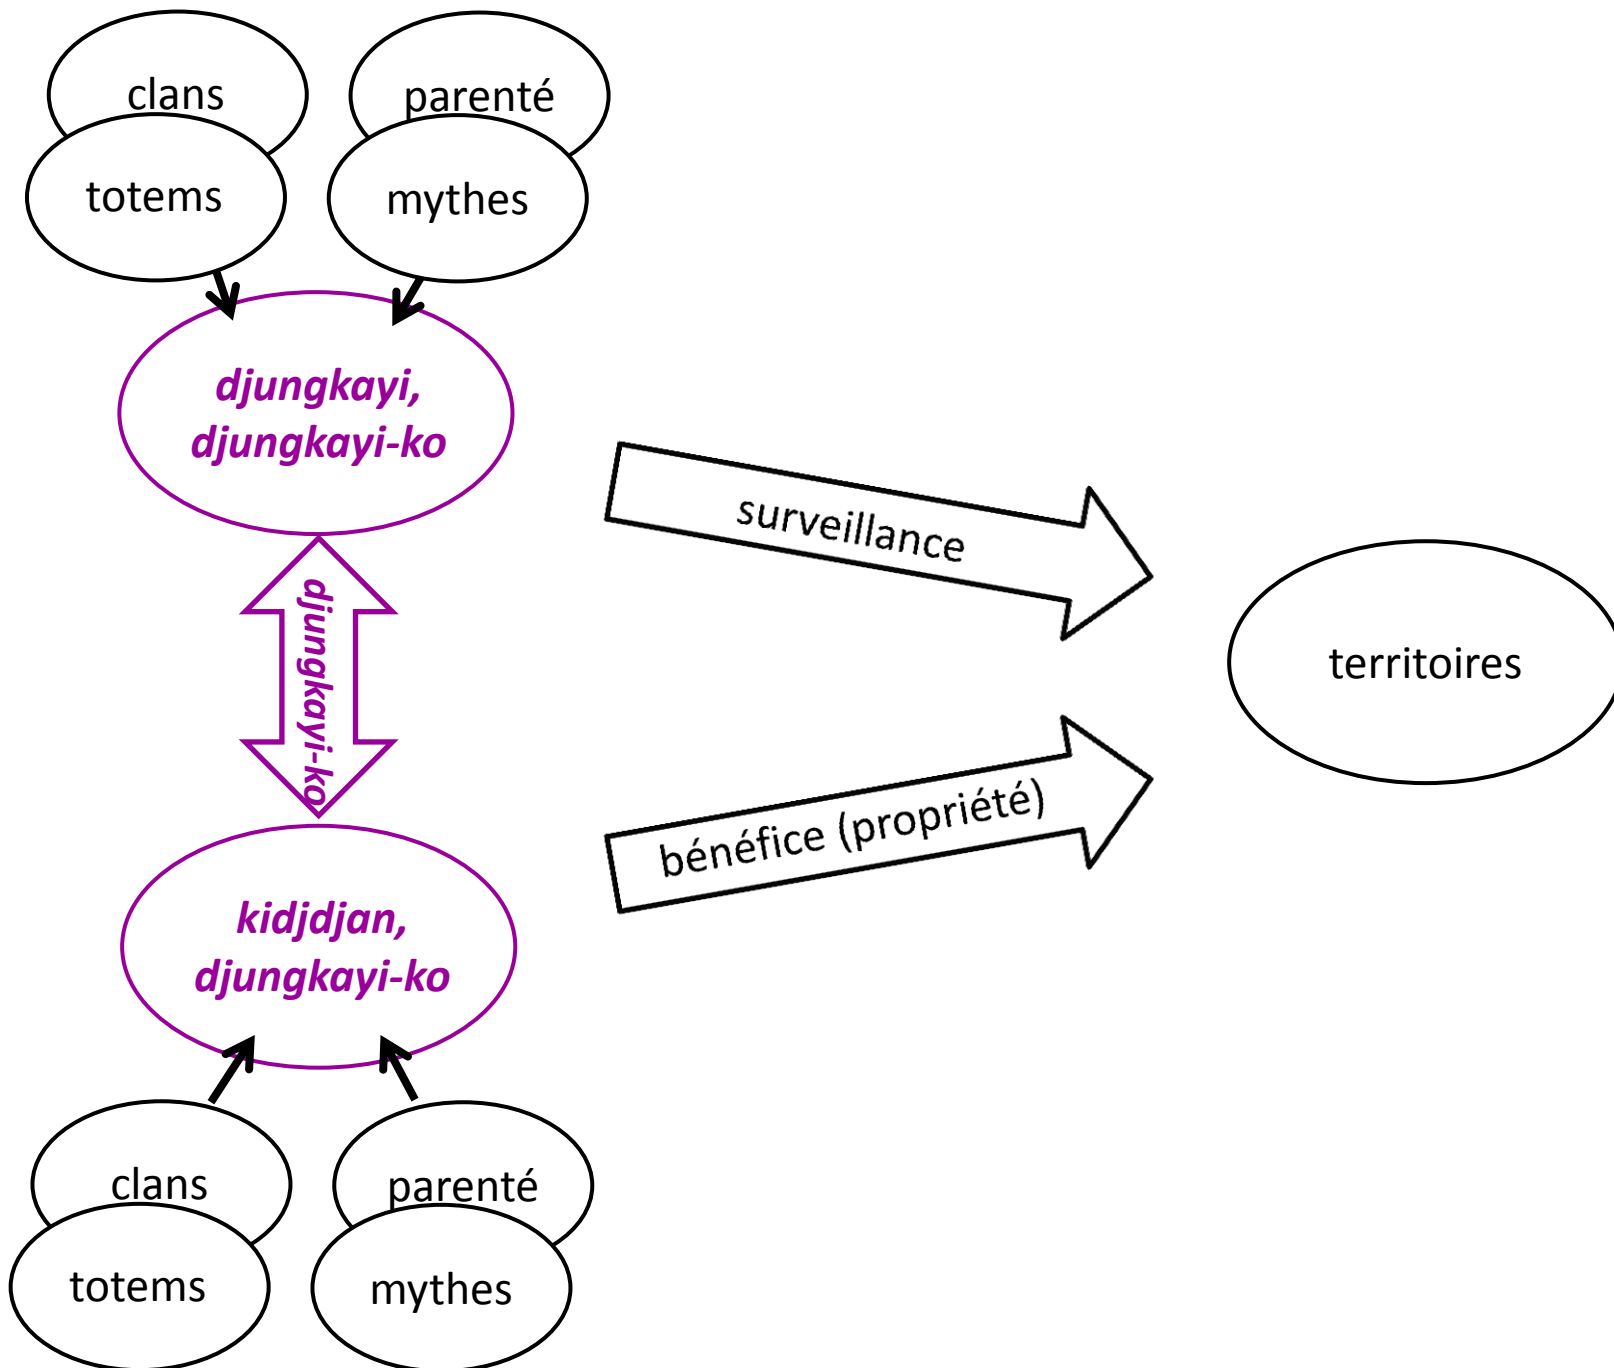 clans
parenté
totems
mythes
djungkayi,
djungkayi-ko
surveillance
djungkayi-ko
territoires
bénéfice (propriété)
kidjdjan,
djungkayi-ko
clans
parenté
totems
mythes